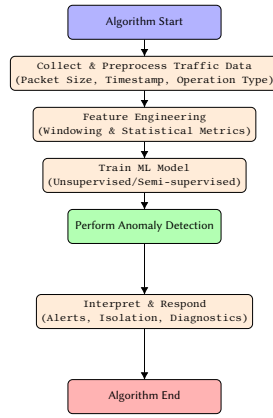 Algorithm Start
Collect & Preprocess Traffic Data
(Packet Size, Timestamp, Operation Type)
Feature Engineering
(Windowing & Statistical Metrics)
Train ML Model
(Unsupervised/Semi-supervised)
Perform Anomaly Detection
Interpret & Respond
(Alerts, Isolation, Diagnostics)
Algorithm End